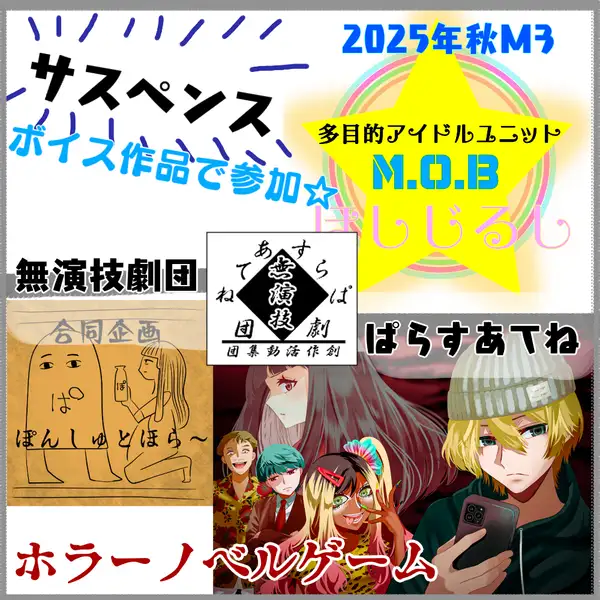 サスペンス
ボイス作品で参加☆
2025年秋M3
多目的アイドルユニット
M.O.B
ほしじるし
無演技劇団
ぱらすあてね
ぱらすあてね
無演技
劇団
創作活動集団
合同企画
ぱ
ぽ
ぽんしゅとほら～
ホラーノベルゲーム